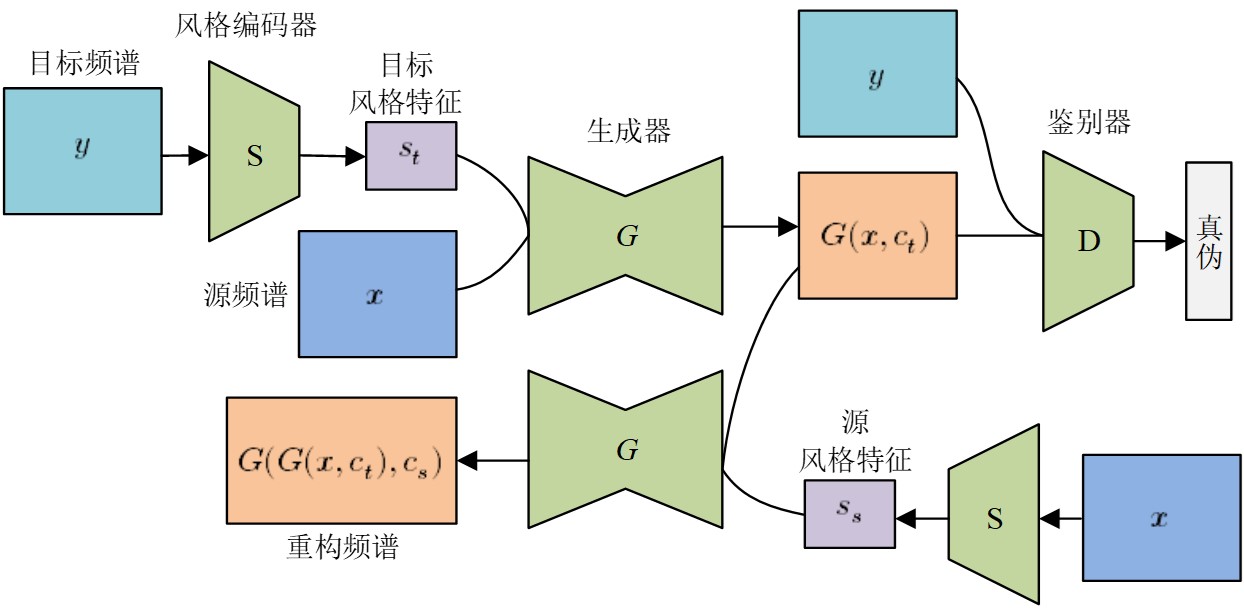 风格编码器
目标频谱
y
S
目标
风格特征
s_t
源频谱
x
生成器
G
y
G(x, c_t)
鉴别器
D
真
伪
G(G(x, c_t), c_s)
重构频谱
G
源
风格特征
s_s
S
x